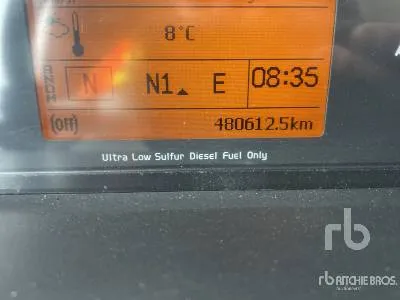 8°C
N N1 E 08:35
(Off) 480612.5km
Ultra Low Sulfur Diesel Fuel Only
rb
rb RITCHIE BROS.